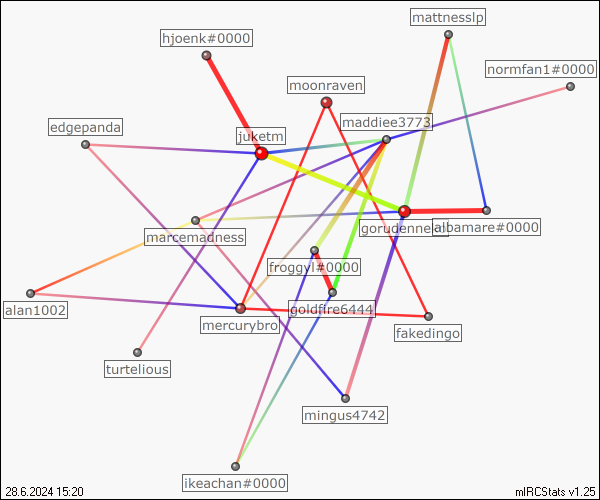 mattnesslp
hjoenk#0000
normfan1#0000
moonraven
maddiee3773
edgepanda
juketm
gorudennei
albamare#0000
marcemadness
froggyl#0000
goldfire6444
alan1002
mercurybro
fakedingo
turtelious
mingus4742
ikeachan#0000
28.6.2024 15:20
mIRCStats v1.25